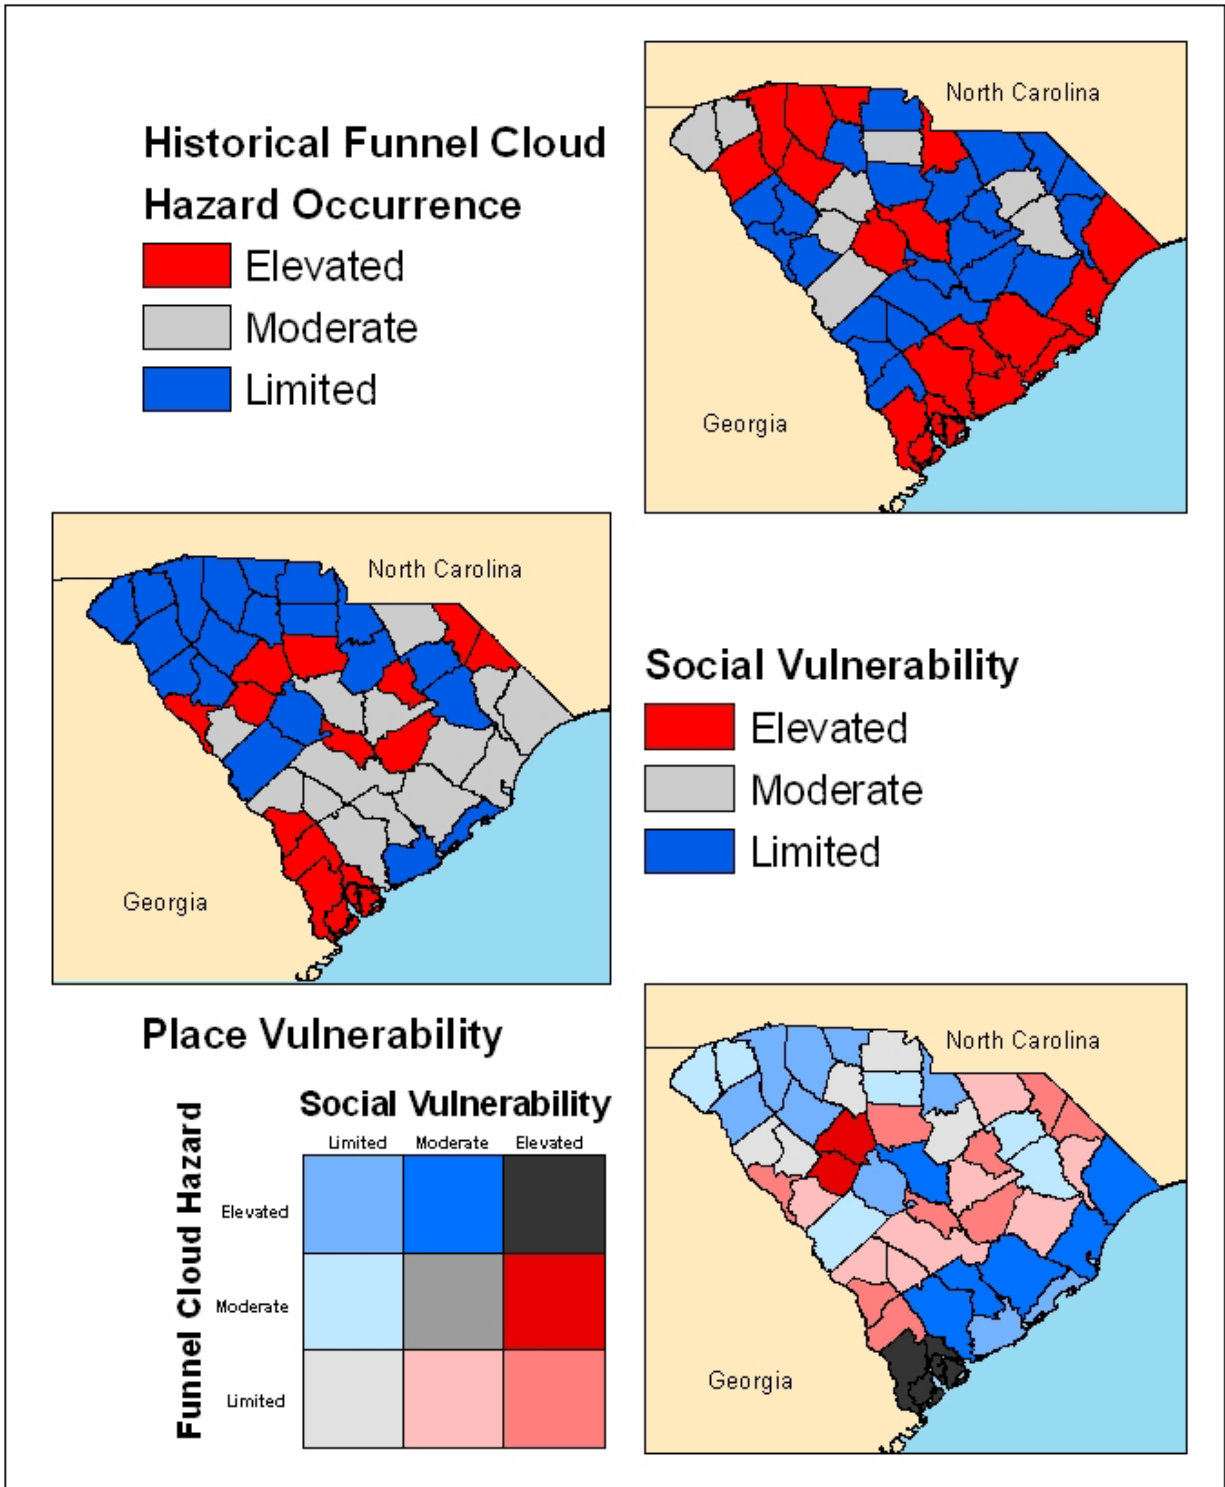 North Carolina
Historical Funnel Cloud
Hazard Occurrence
Elevated
Moderate
Limited
Georgia
North Carolina
Social Vulnerability
Elevated
Moderate
Limited
Georgia
Place Vulnerability
North Carolina
Social Vulnerability
Limited Moderate Elevated
Funnel Cloud Hazard
Elevated
Moderate
Limited
Georgia